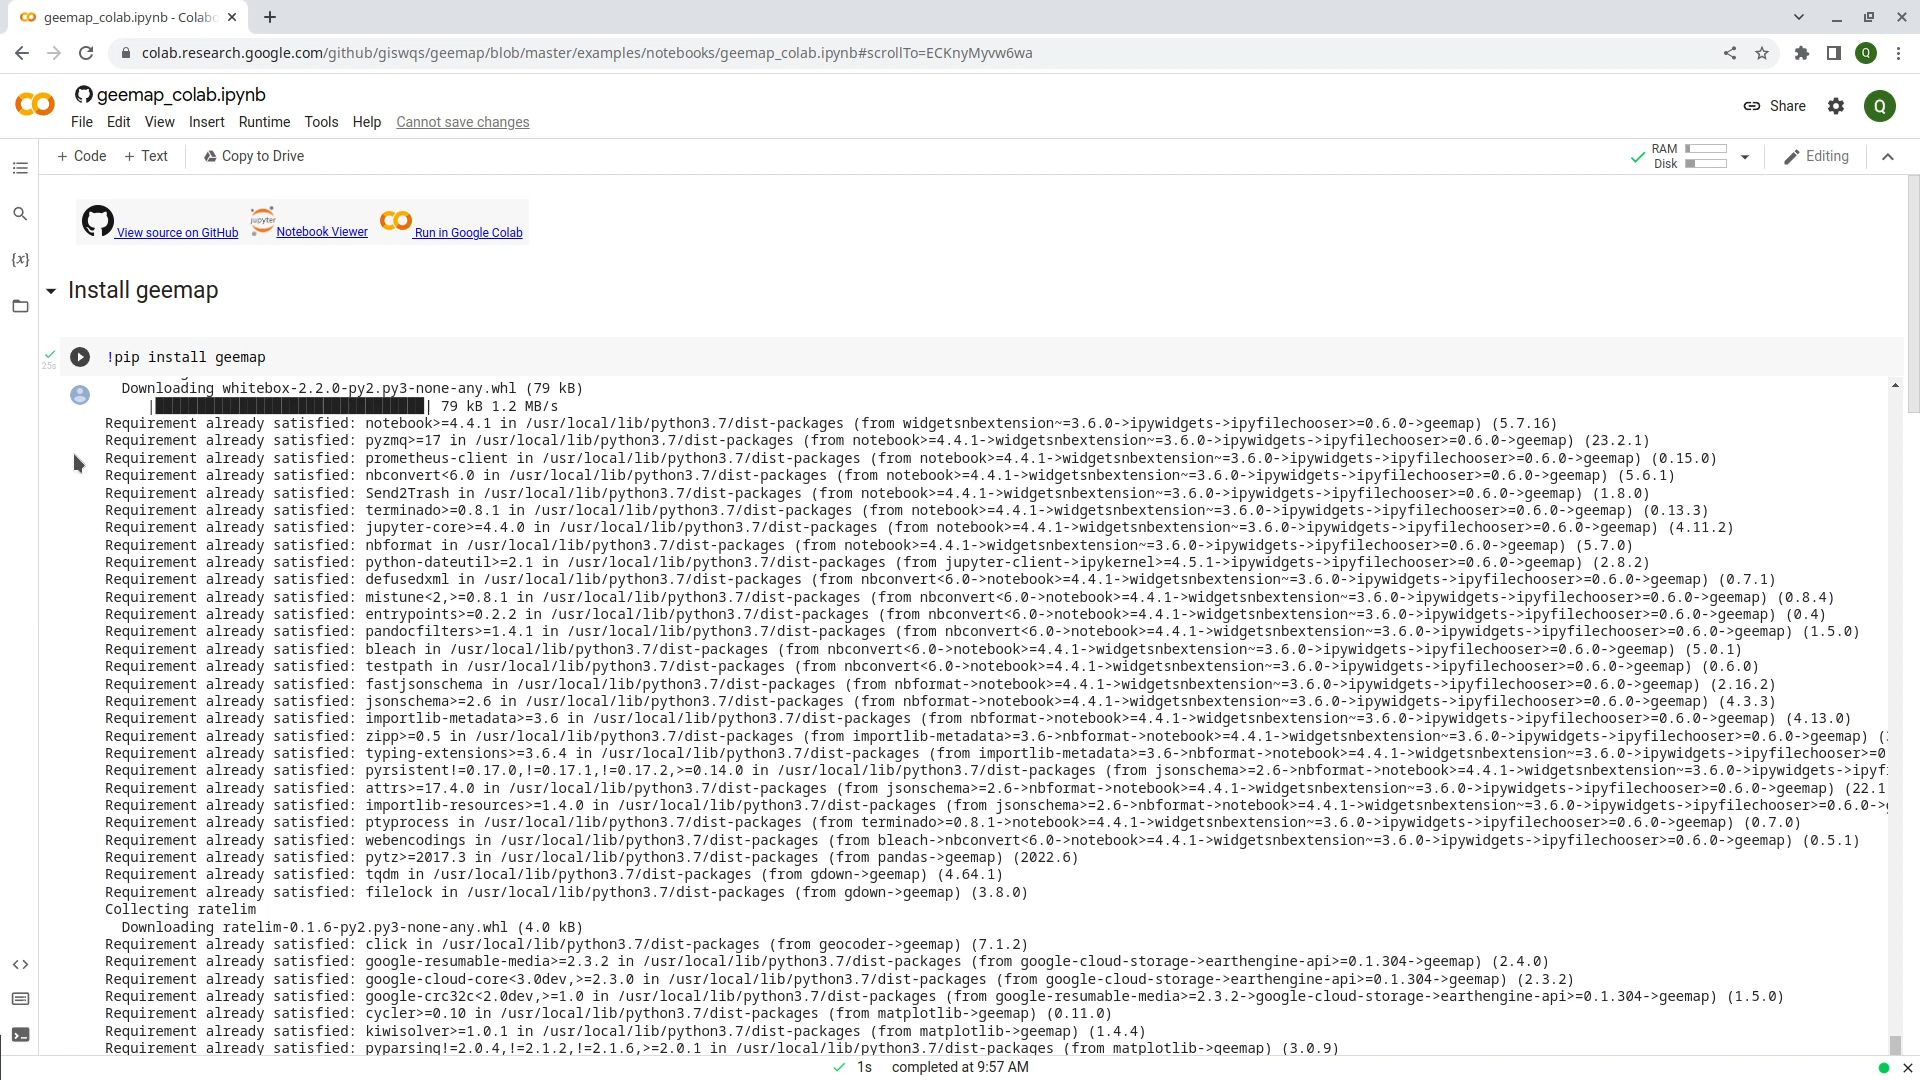 geemap_colab.ipynb - Colabo
colab.research.google.com/github/giswqs/geemap/blob/master/examples/notebooks/geemap_colab.ipynb#scrollTo=ECKnyMyvw6wa
Q
geemap_colab.ipynb
Share
Q
File Edit View Insert Runtime Tools Help Cannot save changes
+ Code + Text Copy to Drive
RAM
Disk
Editing
View source on GitHub
jupyter
Notebook Viewer
Run in Google Colab
{x}
Install geemap
25s
!pip install geemap
Downloading whitebox-2.2.0-py2.py3-none-any.whl (79 kB)
|████████████████████████████████| 79 kB 1.2 MB/s
Requirement already satisfied: notebook>=4.4.1 in /usr/local/lib/python3.7/dist-packages (from widgetsnbextension~=3.6.0->ipywidgets->ipyfilechooser>=0.6.0->geemap) (5.7.16)
Requirement already satisfied: pyzmq>=17 in /usr/local/lib/python3.7/dist-packages (from notebook>=4.4.1->widgetsnbextension~=3.6.0->ipywidgets->ipyfilechooser>=0.6.0->geemap) (23.2.1)
Requirement already satisfied: prometheus-client in /usr/local/lib/python3.7/dist-packages (from notebook>=4.4.1->widgetsnbextension~=3.6.0->ipywidgets->ipyfilechooser>=0.6.0->geemap) (0.15.0)
Requirement already satisfied: nbconvert<6.0 in /usr/local/lib/python3.7/dist-packages (from notebook>=4.4.1->widgetsnbextension~=3.6.0->ipywidgets->ipyfilechooser>=0.6.0->geemap) (5.6.1)
Requirement already satisfied: Send2Trash in /usr/local/lib/python3.7/dist-packages (from notebook>=4.4.1->widgetsnbextension~=3.6.0->ipywidgets->ipyfilechooser>=0.6.0->geemap) (1.8.0)
Requirement already satisfied: terminado>=0.8.1 in /usr/local/lib/python3.7/dist-packages (from notebook>=4.4.1->widgetsnbextension~=3.6.0->ipywidgets->ipyfilechooser>=0.6.0->geemap) (0.13.3)
Requirement already satisfied: jupyter-core>=4.4.0 in /usr/local/lib/python3.7/dist-packages (from notebook>=4.4.1->widgetsnbextension~=3.6.0->ipywidgets->ipyfilechooser>=0.6.0->geemap) (4.11.2)
Requirement already satisfied: nbformat in /usr/local/lib/python3.7/dist-packages (from notebook>=4.4.1->widgetsnbextension~=3.6.0->ipywidgets->ipyfilechooser>=0.6.0->geemap) (5.7.0)
Requirement already satisfied: python-dateutil>=2.1 in /usr/local/lib/python3.7/dist-packages (from jupyter-client->ipykernel>=4.5.1->ipywidgets->ipyfilechooser>=0.6.0->geemap) (2.8.2)
Requirement already satisfied: defusedxml in /usr/local/lib/python3.7/dist-packages (from nbconvert<6.0->notebook>=4.4.1->widgetsnbextension~=3.6.0->ipywidgets->ipyfilechooser>=0.6.0->geemap) (0.7.1)
Requirement already satisfied: mistune<2,>=0.8.1 in /usr/local/lib/python3.7/dist-packages (from nbconvert<6.0->notebook>=4.4.1->widgetsnbextension~=3.6.0->ipywidgets->ipyfilechooser>=0.6.0->geemap) (0.8.4)
Requirement already satisfied: entrypoints>=0.2.2 in /usr/local/lib/python3.7/dist-packages (from nbconvert<6.0->notebook>=4.4.1->widgetsnbextension~=3.6.0->ipywidgets->ipyfilechooser>=0.6.0->geemap) (0.4)
Requirement already satisfied: pandocfilters>=1.4.1 in /usr/local/lib/python3.7/dist-packages (from nbconvert<6.0->notebook>=4.4.1->widgetsnbextension~=3.6.0->ipywidgets->ipyfilechooser>=0.6.0->geemap) (1.5.0)
Requirement already satisfied: bleach in /usr/local/lib/python3.7/dist-packages (from nbconvert<6.0->notebook>=4.4.1->widgetsnbextension~=3.6.0->ipywidgets->ipyfilechooser>=0.6.0->geemap) (5.0.1)
Requirement already satisfied: testpath in /usr/local/lib/python3.7/dist-packages (from nbconvert<6.0->notebook>=4.4.1->widgetsnbextension~=3.6.0->ipywidgets->ipyfilechooser>=0.6.0->geemap) (0.6.0)
Requirement already satisfied: fastjsonschema in /usr/local/lib/python3.7/dist-packages (from nbformat->notebook>=4.4.1->widgetsnbextension~=3.6.0->ipywidgets->ipyfilechooser>=0.6.0->geemap) (2.16.2)
Requirement already satisfied: jsonschema>=2.6 in /usr/local/lib/python3.7/dist-packages (from nbformat->notebook>=4.4.1->widgetsnbextension~=3.6.0->ipywidgets->ipyfilechooser>=0.6.0->geemap) (4.3.3)
Requirement already satisfied: importlib-metadata>=3.6 in /usr/local/lib/python3.7/dist-packages (from nbformat->notebook>=4.4.1->widgetsnbextension~=3.6.0->ipywidgets->ipyfilechooser>=0.6.0->geemap) (4.13.0)
Requirement already satisfied: zipp>=0.5 in /usr/local/lib/python3.7/dist-packages (from importlib-metadata>=3.6->nbformat->notebook>=4.4.1->widgetsnbextension~=3.6.0->ipywidgets->ipyfilechooser>=0.6.0->geemap) (
Requirement already satisfied: typing-extensions>=3.6.4 in /usr/local/lib/python3.7/dist-packages (from importlib-metadata>=3.6->nbformat->notebook>=4.4.1->widgetsnbextension~=3.6.0->ipywidgets->ipyfilechooser>=0
Requirement already satisfied: pyrsistent!=0.17.0,!=0.17.1,!=0.17.2,>=0.14.0 in /usr/local/lib/python3.7/dist-packages (from jsonschema>=2.6->nbformat->notebook>=4.4.1->widgetsnbextension~=3.6.0->ipywidgets->ipyf
Requirement already satisfied: attrs>=17.4.0 in /usr/local/lib/python3.7/dist-packages (from jsonschema>=2.6->nbformat->notebook>=4.4.1->widgetsnbextension~=3.6.0->ipywidgets->ipyfilechooser>=0.6.0->geemap) (22.1
Requirement already satisfied: importlib-resources>=1.4.0 in /usr/local/lib/python3.7/dist-packages (from jsonschema>=2.6->nbformat->notebook>=4.4.1->widgetsnbextension~=3.6.0->ipywidgets->ipyfilechooser>=0.6.0->
Requirement already satisfied: ptyprocess in /usr/local/lib/python3.7/dist-packages (from terminado>=0.8.1->notebook>=4.4.1->widgetsnbextension~=3.6.0->ipywidgets->ipyfilechooser>=0.6.0->geemap) (0.7.0)
Requirement already satisfied: webencodings in /usr/local/lib/python3.7/dist-packages (from bleach->nbconvert<6.0->notebook>=4.4.1->widgetsnbextension~=3.6.0->ipywidgets->ipyfilechooser>=0.6.0->geemap) (0.5.1)
Requirement already satisfied: pytz>=2017.3 in /usr/local/lib/python3.7/dist-packages (from pandas->geemap) (2022.6)
Requirement already satisfied: tqdm in /usr/local/lib/python3.7/dist-packages (from gdown->geemap) (4.64.1)
Requirement already satisfied: filelock in /usr/local/lib/python3.7/dist-packages (from gdown->geemap) (3.8.0)
Collecting ratelim
Downloading ratelim-0.1.6-py2.py3-none-any.whl (4.0 kB)
Requirement already satisfied: click in /usr/local/lib/python3.7/dist-packages (from geocoder->geemap) (7.1.2)
Requirement already satisfied: google-resumable-media>=2.3.2 in /usr/local/lib/python3.7/dist-packages (from google-cloud-storage->earthengine-api>=0.1.304->geemap) (2.4.0)
Requirement already satisfied: google-cloud-core<3.0dev,>=2.3.0 in /usr/local/lib/python3.7/dist-packages (from google-cloud-storage->earthengine-api>=0.1.304->geemap) (2.3.2)
Requirement already satisfied: google-crc32c<2.0dev,>=1.0 in /usr/local/lib/python3.7/dist-packages (from google-resumable-media>=2.3.2->google-cloud-storage->earthengine-api>=0.1.304->geemap) (1.5.0)
Requirement already satisfied: cycler>=0.10 in /usr/local/lib/python3.7/dist-packages (from matplotlib->geemap) (0.11.0)
Requirement already satisfied: kiwisolver>=1.0.1 in /usr/local/lib/python3.7/dist-packages (from matplotlib->geemap) (1.4.4)
Requirement already satisfied: pyparsing!=2.0.4,!=2.1.2,!=2.1.6,>=2.0.1 in /usr/local/lib/python3.7/dist-packages (from matplotlib->geemap) (3.0.9)
1s completed at 9:57 AM